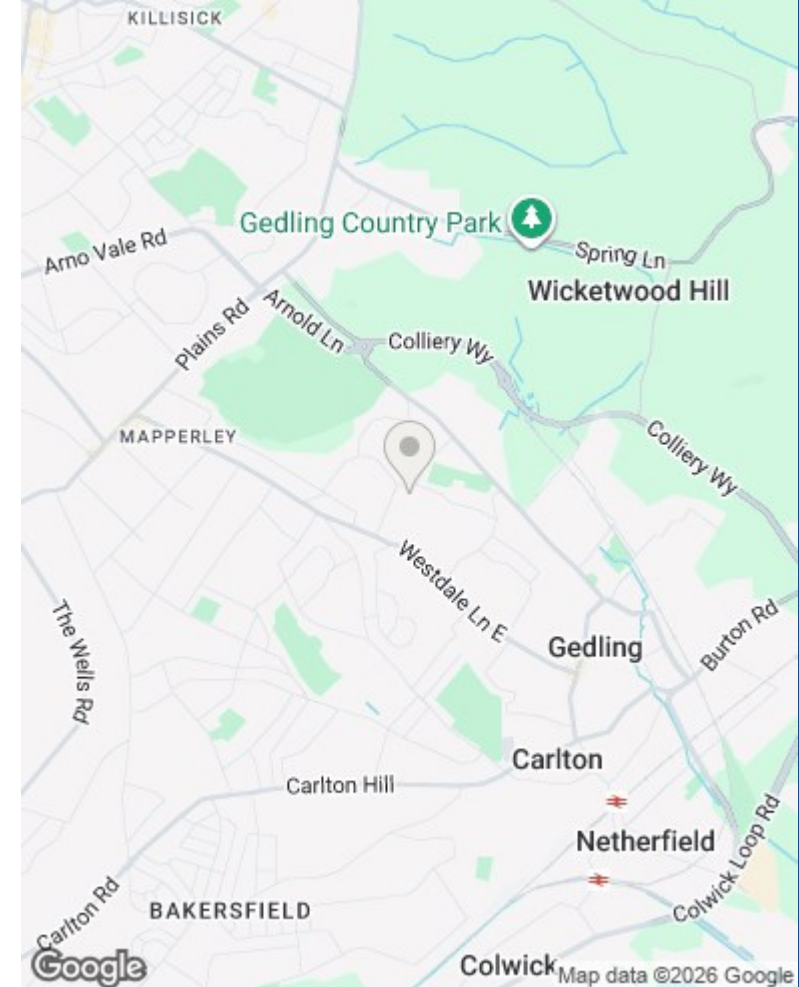 KILLISICK
Gedling Country Park
Arno Vale Rd
Spring Ln
Wicketwood Hill
Plains Rd
Arnold Ln
Colliery Wy
MAPPERLEY
Colliery Wy
Westdale Ln E
The Wells Rd
Gedling
Burton Rd
Carlton
Carlton Hill
Netherfield
Colwick Loop Rd
Carlton Rd
BAKERSFIELD
Colwick
Google
Map data ©2026 Google